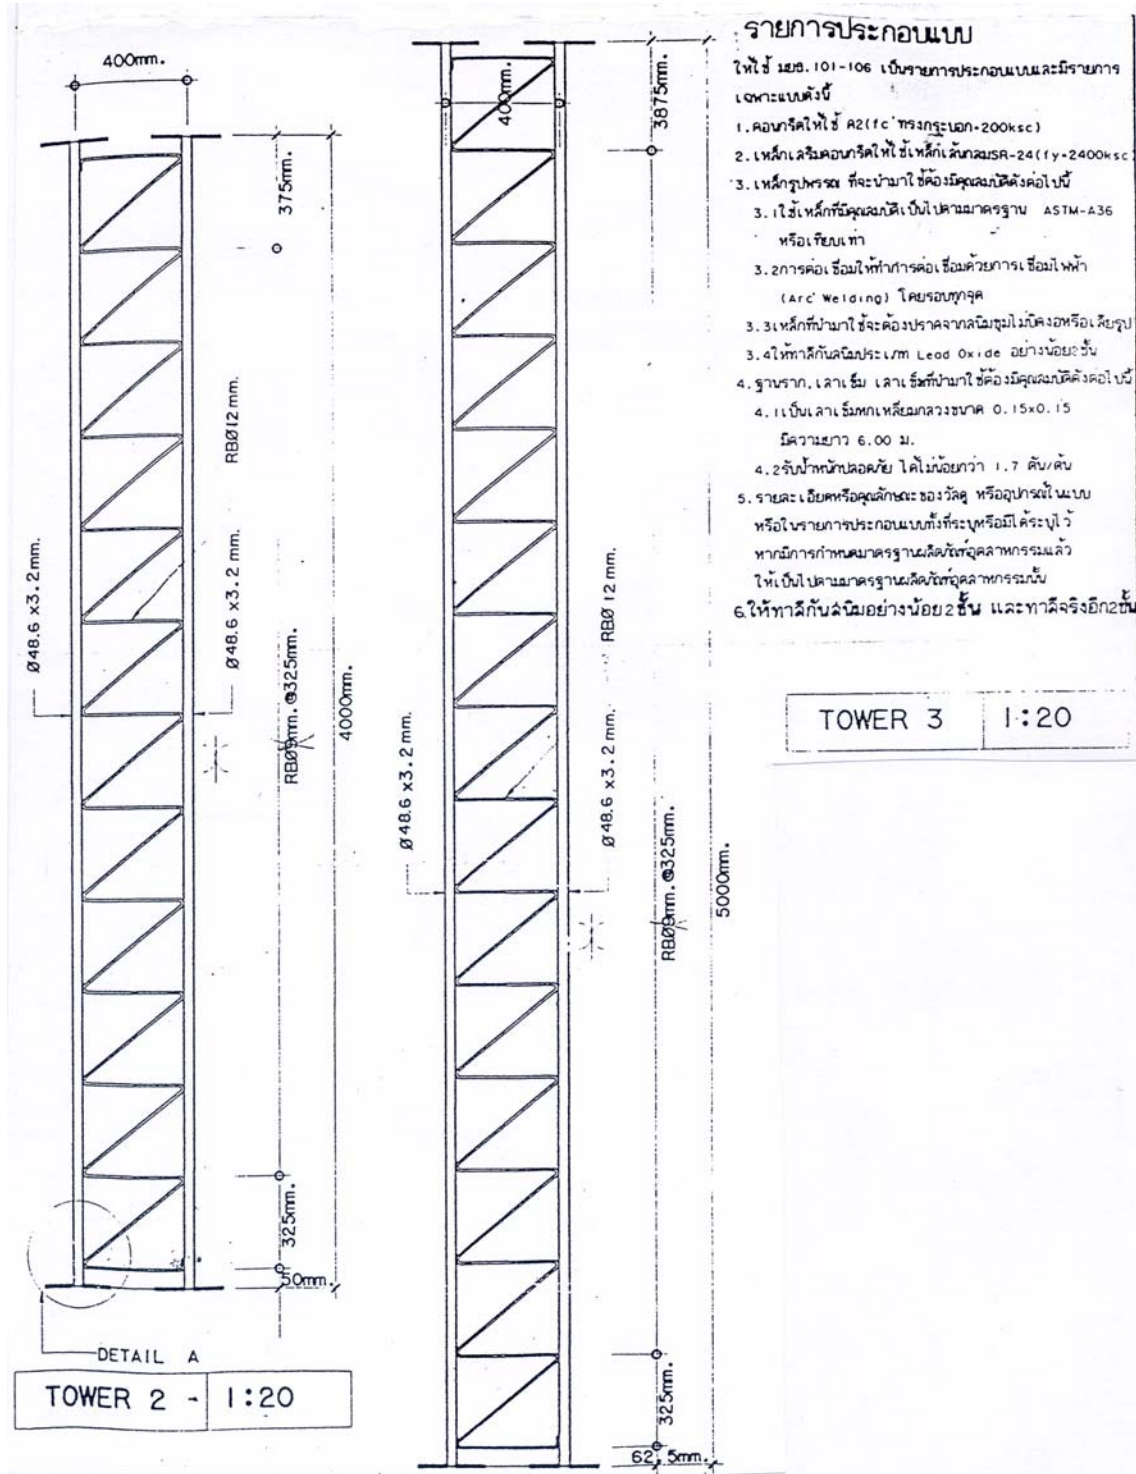 400mm.
375mm.
RBØ12 mm.
Ø48.6 x3.2mm.
Ø48.6 x3.2 mm.
RBØ9mm.@325mm.
4000mm.
325mm.
50mm.
DETAIL A
TOWER 2 - 1:20
400mm.
3875mm.
RBØ 12 mm.
Ø48.6 x3.2mm.
Ø48.6 x3.2 mm.
RBØ9mm.@325mm.
5000mm.
325mm.
62.5mm.
รายการประกอบแบบ
ให้ใช้ มยธ.101-106 เป็นรายการประกอบแบบและมีรายการ
เฉพาะแบบดังนี้
1.คอนกรีตให้ใช้ R2(fc'ทรงกระบอก=200ksc)
2.เหล็กเสริมคอนกรีตให้ใช้เหล็กเส้นกลมSR-24(fy=2400ksc)
3.เหล็กรูปพรรณ ที่จะนำมาใช้ต้องมีคุณสมบัติดังต่อไปนี้
3.1ใช้เหล็กที่มีคุณสมบัติเป็นไปตามมาตรฐาน ASTM-A36
หรือเทียบเท่า
3.2การต่อเชื่อมให้ทำการต่อเชื่อมด้วยการเชื่อมไฟฟ้า
(Arc Welding) โดยรอบทุกจุด
3.3เหล็กที่นำมาใช้จะต้องปราศจากสนิมขุมไม่บิดงอหรือเสียรูป
3.4ให้ทาสีกันสนิมประเภท Lead Oxide อย่างน้อย2ชั้น
4.ฐานราก,เสาเข็ม เสาเข็มที่นำมาใช้ต้องมีคุณสมบัติดังต่อไปนี้
4.1เป็นเสาเข็มหกเหลี่ยมกลวงขนาด 0.15x0.15
มีความยาว 6.00 ม.
4.2รับน้ำหนักปลอดภัย ได้ไม่น้อยกว่า 1.7 ตัน/ต้น
5.รายละเอียดหรือคุณลักษณะของวัสดุ หรืออุปกรณ์ในแบบ
หรือในรายการประกอบแบบทั้งที่ระบุหรือมิได้ระบุไว้
หากมีการกำหนดมาตรฐานผลิตภัณฑ์อุตสาหกรรมแล้ว
ให้เป็นไปตามมาตรฐานผลิตภัณฑ์อุตสาหกรรมนั้น
6.ให้ทาสีกันสนิมอย่างน้อย2ชั้น และทาสีจริงอีก2ชั้น
TOWER 3 1:20